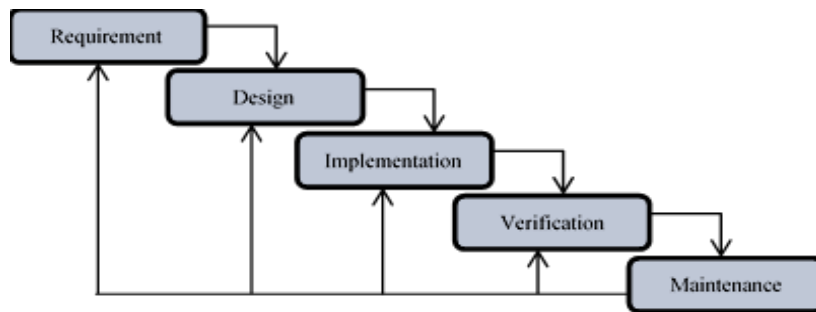 Requirement
Design
Implementation
Verification
Maintenance